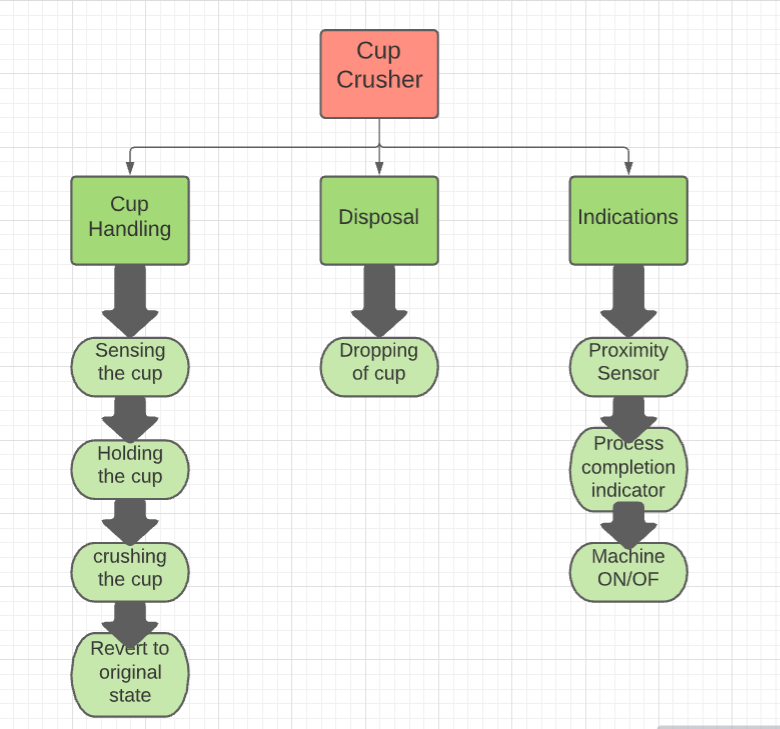 Cup
Crusher
Cup
Handling
Disposal
Indications
Sensing
the cup
Dropping
of cup
Proximity
Sensor
Holding
the cup
Process
completion
indicator
crushing
the cup
Machine
ON/OF
Revert to
original
state